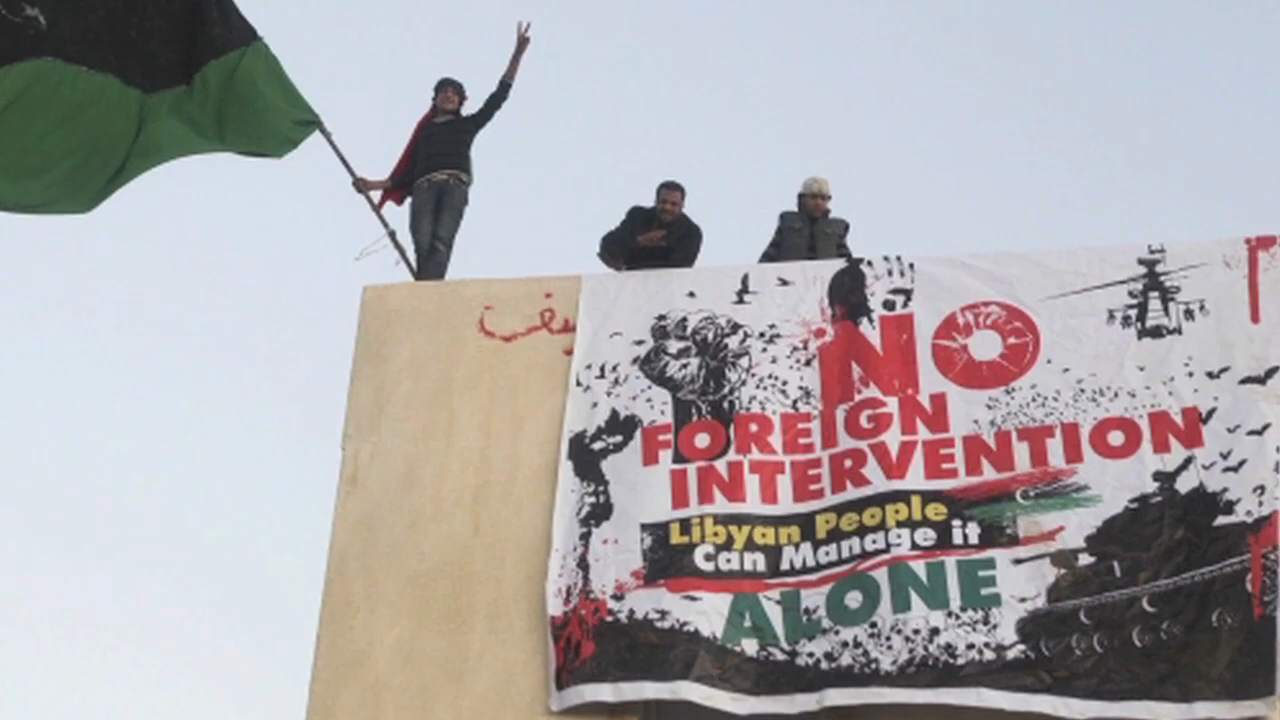 NO
FOREIGN
INTERVENTION
Libyan People
Can Manage it
ALONE